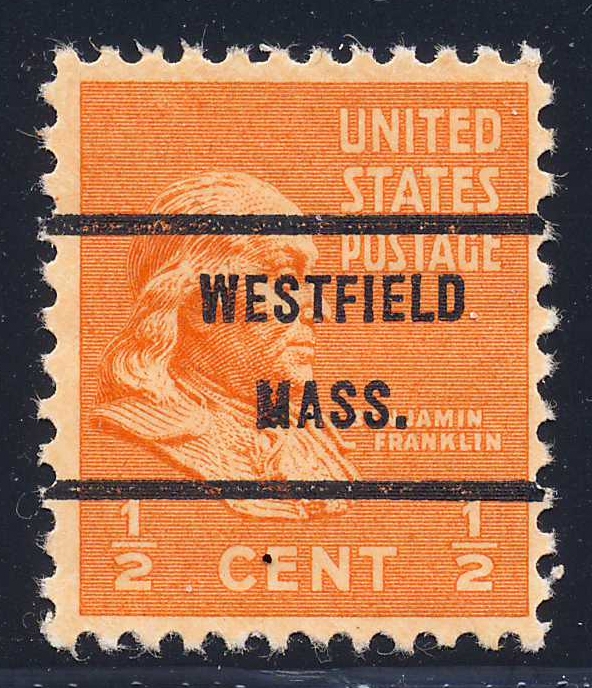 UNITED
STATES
POSTAGE
WESTFIELD
MASS.
JAMIN
FRANKLIN
1/2 CENT 1/2